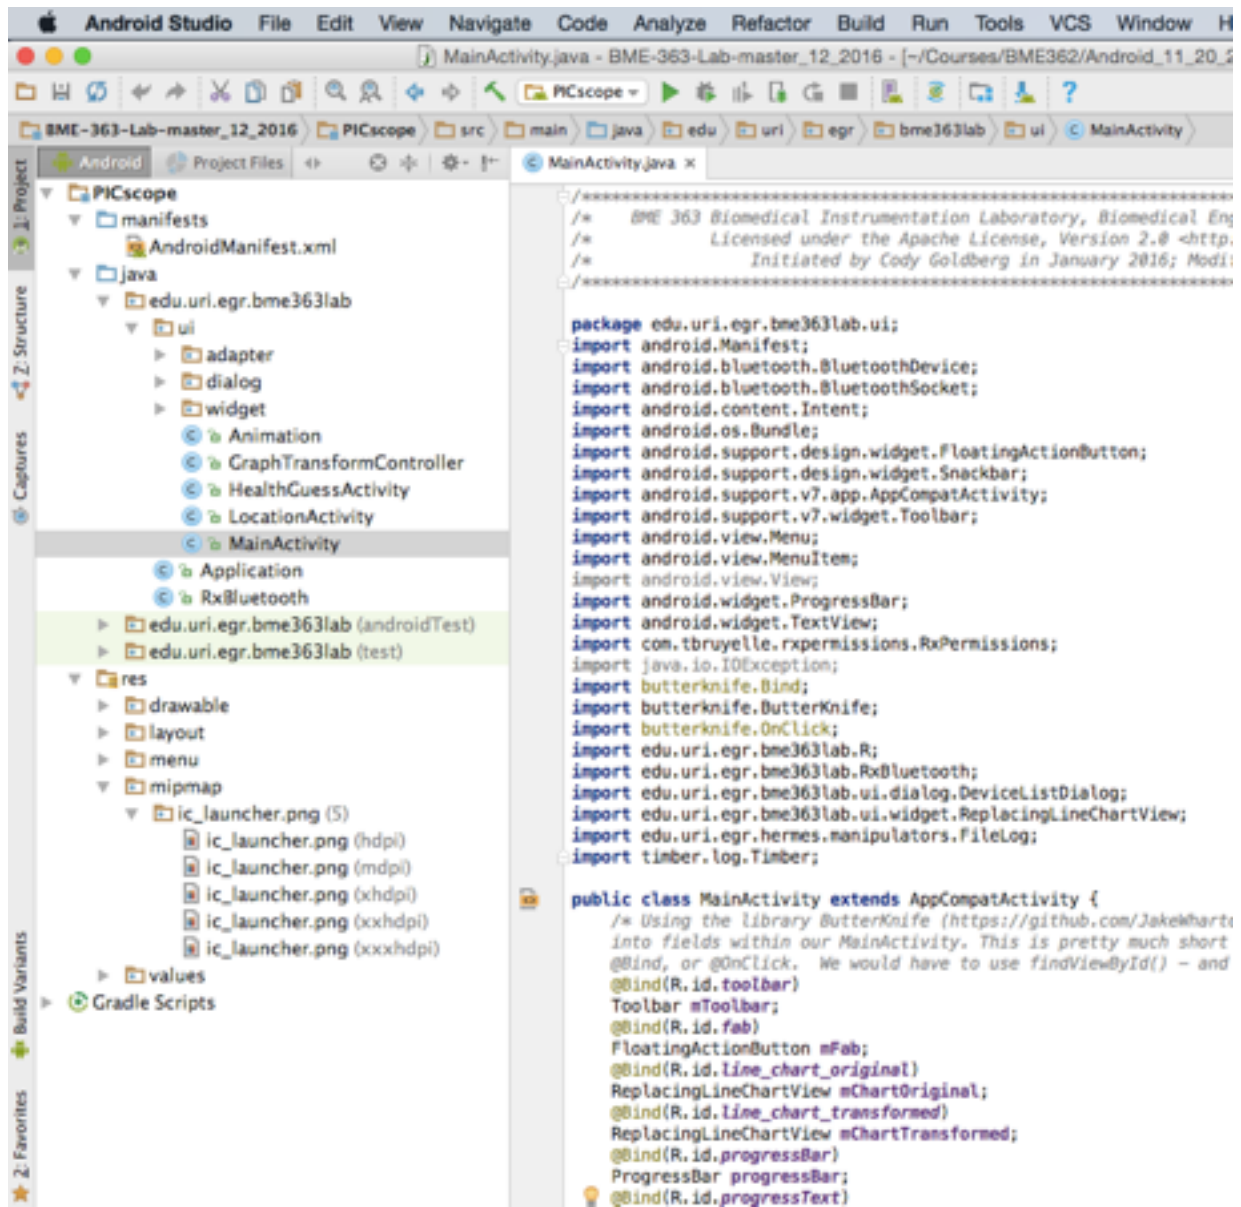 Android Studio File Edit View Navigate Code Analyze Refactor Build Run Tools VCS Window H
MainActivity.java - BME-363-Lab-master_12_2016 - [~/Courses/BME362/Android_11_20_2
PICscope
BME-363-Lab-master_12_2016 PICscope src main java edu uri egr bme363lab ui MainActivity
Android Project Files
MainActivity.java
1: Project
Z: Structure
Captures
Build Variants
2: Favorites
PICscope
manifests
AndroidManifest.xml
java
edu.uri.egr.bme363lab
ui
adapter
dialog
widget
Animation
GraphTransformController
HealthGuessActivity
LocationActivity
MainActivity
Application
RxBluetooth
edu.uri.egr.bme363lab (androidTest)
edu.uri.egr.bme363lab (test)
res
drawable
layout
menu
mipmap
ic_launcher.png (5)
ic_launcher.png (hdpi)
ic_launcher.png (mdpi)
ic_launcher.png (xhdpi)
ic_launcher.png (xxhdpi)
ic_launcher.png (xxxhdpi)
values
Gradle Scripts
/* BME 363 Biomedical Instrumentation Laboratory, Biomedical Eng
/* Licensed under the Apache License, Version 2.0 <http.
/* Initiated by Cody Goldberg in January 2016; Modif
package edu.uri.egr.bme363lab.ui;
import android.Manifest;
import android.bluetooth.BluetoothDevice;
import android.bluetooth.BluetoothSocket;
import android.content.Intent;
import android.os.Bundle;
import android.support.design.widget.FloatingActionButton;
import android.support.design.widget.Snackbar;
import android.support.v7.app.AppCompatActivity;
import android.support.v7.widget.Toolbar;
import android.view.Menu;
import android.view.MenuItem;
import android.view.View;
import android.widget.ProgressBar;
import android.widget.TextView;
import com.tbruyelle.rxpermissions.RxPermissions;
import java.io.IOException;
import butterknife.Bind;
import butterknife.ButterKnife;
import butterknife.OnClick;
import edu.uri.egr.bme363lab.R;
import edu.uri.egr.bme363lab.RxBluetooth;
import edu.uri.egr.bme363lab.ui.dialog.DeviceListDialog;
import edu.uri.egr.bme363lab.ui.widget.ReplacingLineChartView;
import edu.uri.egr.hermes.manipulators.FileLog;
import timber.log.Timber;
public class MainActivity extends AppCompatActivity {
/* Using the library ButterKnife (https://github.com/JakeWharto
into fields within our MainActivity. This is pretty much short
@Bind, or @OnClick. We would have to use findViewById() – and
@Bind(R.id.toolbar)
Toolbar mToolbar;
@Bind(R.id.fab)
FloatingActionButton mFab;
@Bind(R.id.line_chart_original)
ReplacingLineChartView mChartOriginal;
@Bind(R.id.line_chart_transformed)
ReplacingLineChartView mChartTransformed;
@Bind(R.id.progressBar)
ProgressBar progressBar;
@Bind(R.id.progressText)